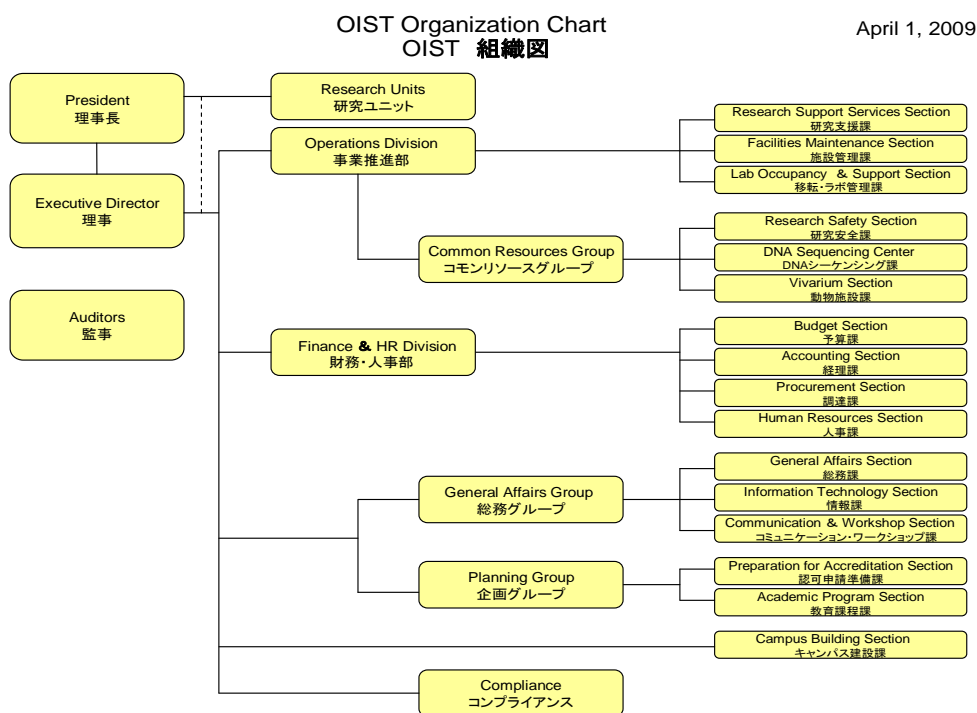 OIST Organization Chart
OIST 組織図
April 1, 2009
President
理事長
Executive Director
理事
Auditors
監事
Research Units
研究ユニット
Operations Division
事業推進部
Common Resources Group
コモンリソースグループ
Finance & HR Division
財務・人事部
General Affairs Group
総務グループ
Planning Group
企画グループ
Compliance
コンプライアンス
Research Support Services Section
研究支援課
Facilities Maintenance Section
施設管理課
Lab Occupancy & Support Section
移転・ラボ管理課
Research Safety Section
研究安全課
DNA Sequencing Center
DNAシーケンシング課
Vivarium Section
動物施設課
Budget Section
予算課
Accounting Section
経理課
Procurement Section
調達課
Human Resources Section
人事課
General Affairs Section
総務課
Information Technology Section
情報課
Communication & Workshop Section
コミュニケーション・ワークショップ課
Preparation for Accreditation Section
認可申請準備課
Academic Program Section
教育課程課
Campus Building Section
キャンパス建設課